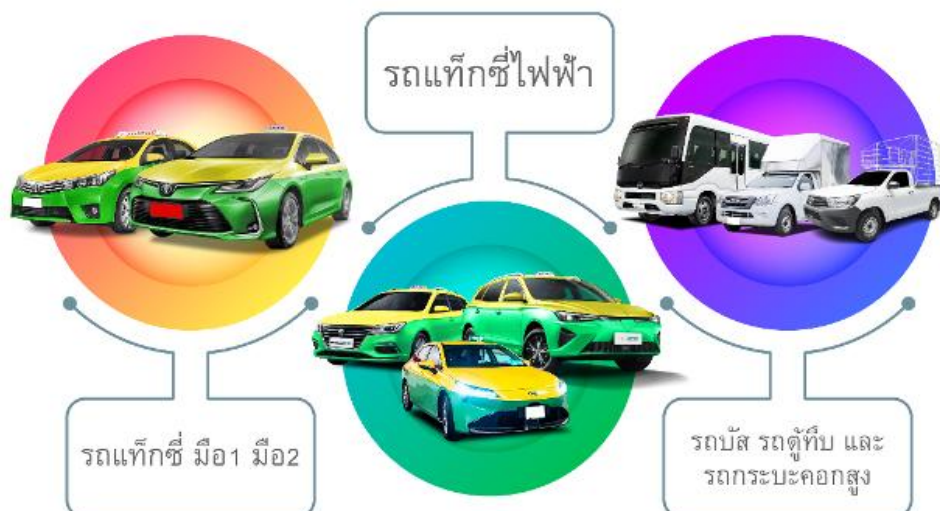 รถแท็กซี่ไฟฟ้า
รถแท็กซี่ มือ1 มือ2
รถบัส รถตู้ทึบ และ
รถกระบะคอกสูง